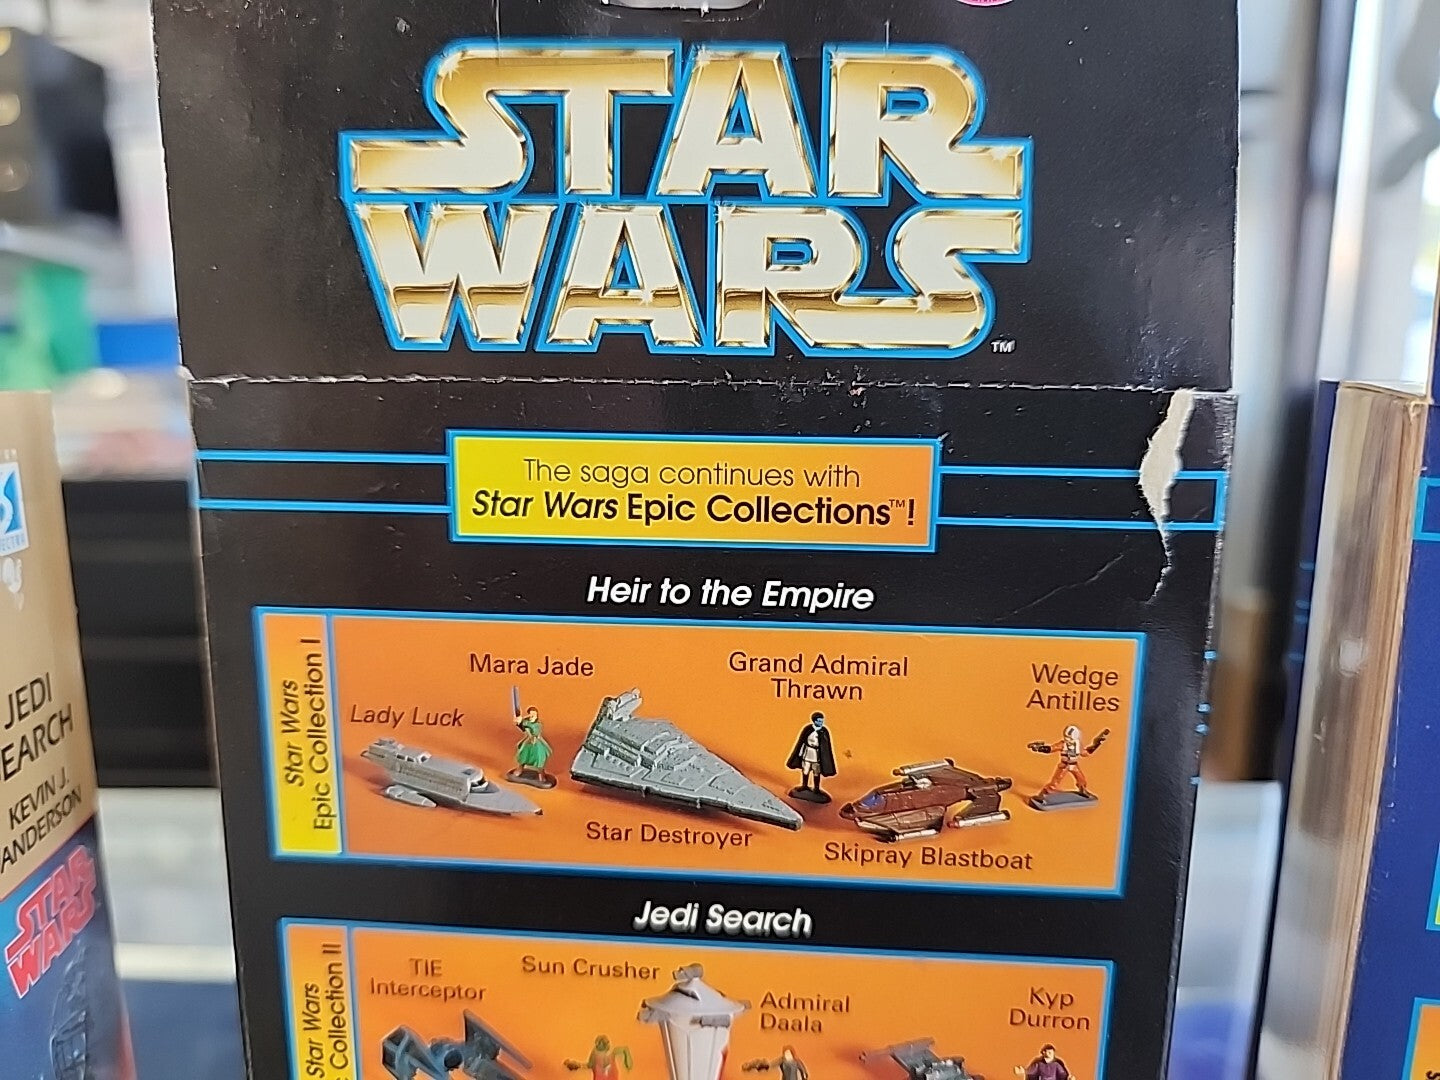 STAR
WARS
TM
The saga continues with
Star Wars Epic Collections™!
Heir to the Empire
Star Wars
Epic Collection I
Mara Jade
Grand Admiral
Thrawn
Wedge
Antilles
Lady Luck
Star Destroyer
Skipray Blastboat
Jedi Search
Star Wars
Collection II
TIE
Interceptor
Sun Crusher
Admiral
Daala
Kyp
Durron
JEDI
EARCH
KEVIN J.
ANDERSON
STAR
WARS